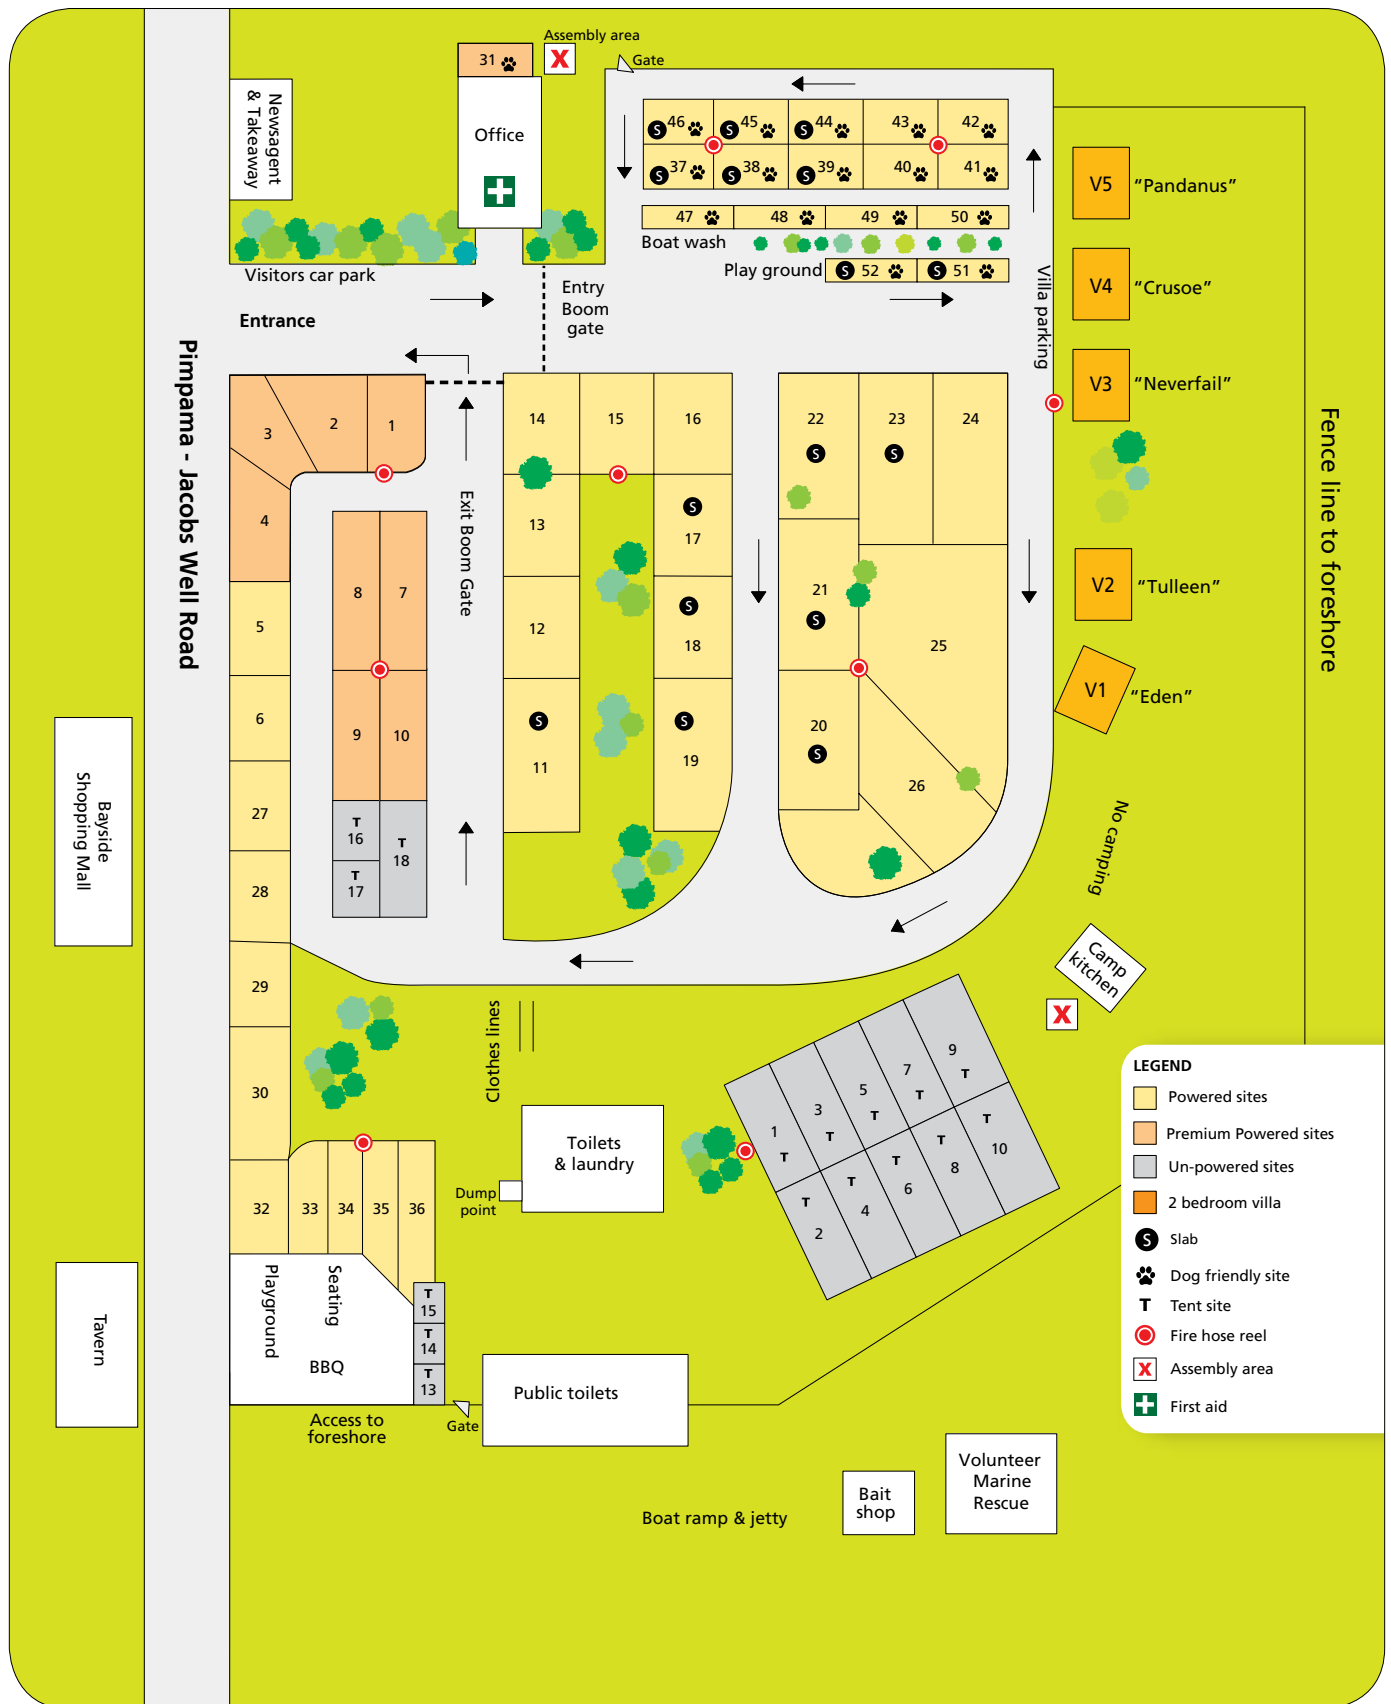 Assembly area
31
X
Gate
Newsagent
& Takeaway
Office
S 46
S 45
S 44
43
42
S 37
S 38
S 39
40
41
47
48
49
50
Boat wash
Play ground
S 52
S 51
Visitors car park
Entry
Boom
gate
Entrance
Villa parking
V5 “Pandanus”
V4 “Crusoe”
V3 “Neverfail”
V2 “Tulleen”
V1 “Eden”
Fence line to foreshore
Pimpama - Jacobs Well Road
Exit Boom Gate
1
2
3
4
5
6
8
7
9
10
T
16
T
17
T
18
14
15
16
13
S
17
12
S
18
S
11
S
19
22
S
23
S
24
21
S
25
20
S
26
27
28
29
30
32
33
34
35
36
Bayside
Shopping Mall
Tavern
No camping
Camp
kitchen
X
Clothes lines
Toilets
& laundry
Dump
point
1
T
3
T
5
T
7
T
9
T
T
2
T
4
T
6
T
8
T
10
Playground
Seating
BBQ
T
15
T
14
T
13
Access to
foreshore
Gate
Public toilets
Boat ramp & jetty
Bait
shop
Volunteer
Marine
Rescue
LEGEND
Powered sites
Premium Powered sites
Un-powered sites
2 bedroom villa
S Slab
Dog friendly site
T Tent site
Fire hose reel
X Assembly area
First aid